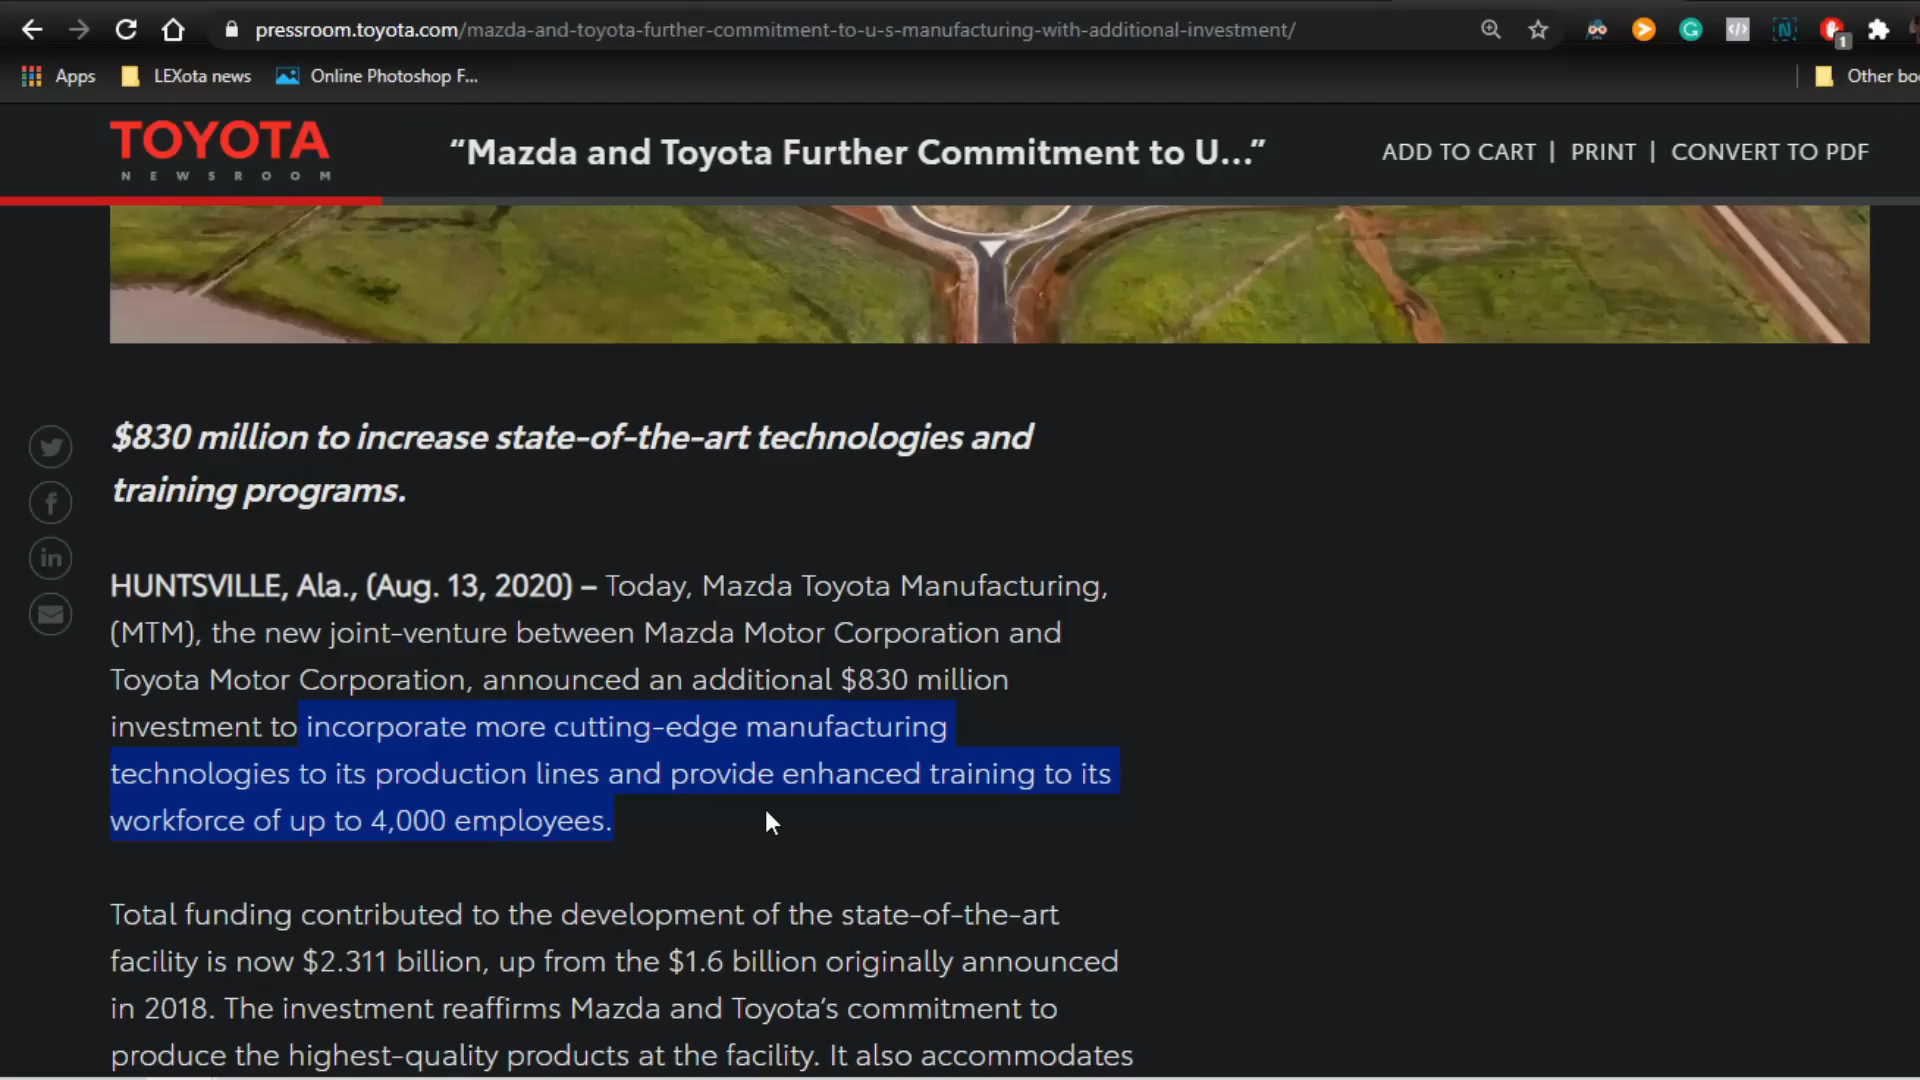 pressroom.toyota.com/mazda-and-toyota-further-commitment-to-u-s-manufacturing-with-additional-investment/
1
Apps LEXota news Online Photoshop F... Other bo
TOYOTA
NEWSROOM
“Mazda and Toyota Further Commitment to U...”
ADD TO CART | PRINT | CONVERT TO PDF
$830 million to increase state-of-the-art technologies and
training programs.
HUNTSVILLE, Ala., (Aug. 13, 2020) – Today, Mazda Toyota Manufacturing,
(MTM), the new joint-venture between Mazda Motor Corporation and
Toyota Motor Corporation, announced an additional $830 million
investment to incorporate more cutting-edge manufacturing
technologies to its production lines and provide enhanced training to its
workforce of up to 4,000 employees.
Total funding contributed to the development of the state-of-the-art
facility is now $2.311 billion, up from the $1.6 billion originally announced
in 2018. The investment reaffirms Mazda and Toyota’s commitment to
produce the highest-quality products at the facility. It also accommodates